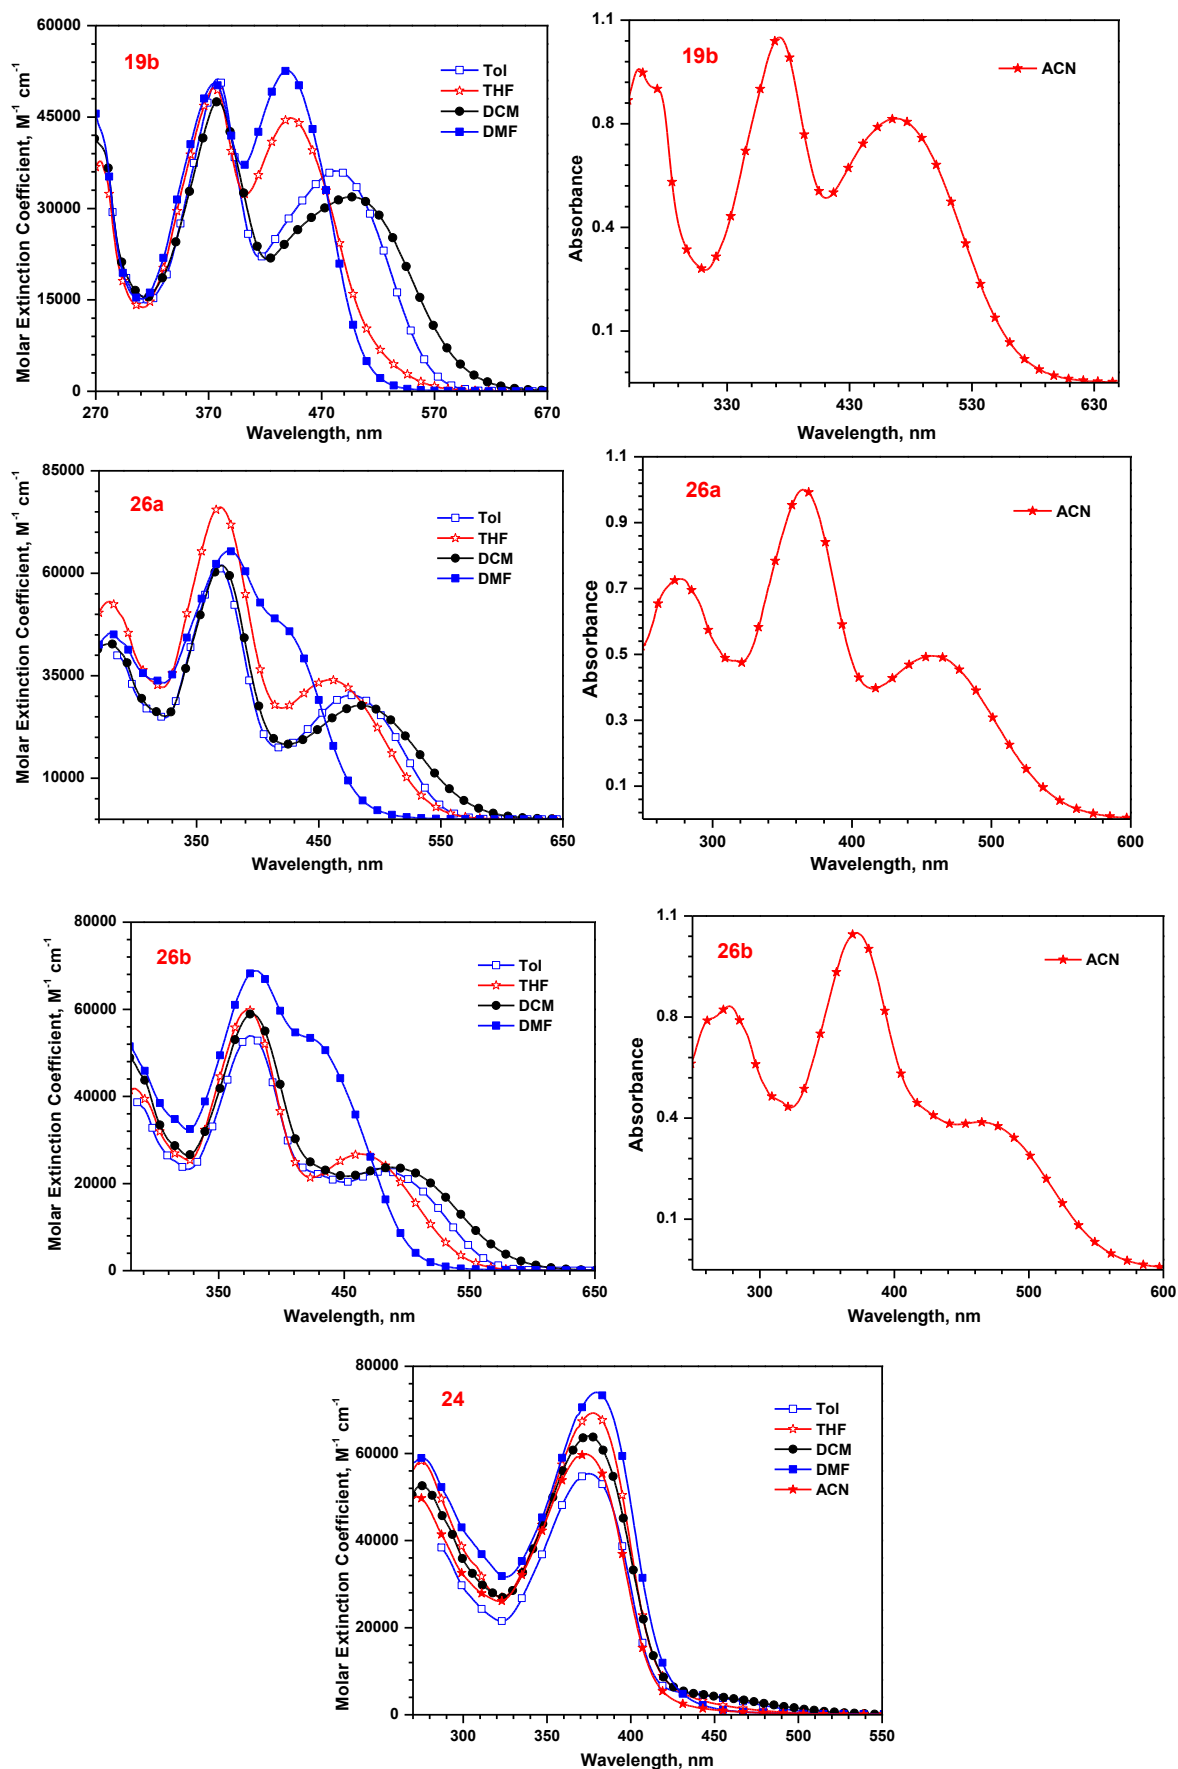 19b
Tol
THF
DCM
DMF
60000
45000
30000
15000
0
270
370
470
570
670
Molar Extinction Coefficient, M⁻¹ cm⁻¹
Wavelength, nm
19b
ACN
1.1
0.8
0.4
0.1
330
430
530
630
Absorbance
Wavelength, nm
26a
Tol
THF
DCM
DMF
85000
60000
35000
10000
350
450
550
650
Molar Extinction Coefficient, M⁻¹ cm⁻¹
Wavelength, nm
26a
ACN
1.1
0.9
0.7
0.5
0.3
0.1
300
400
500
600
Absorbance
Wavelength, nm
26b
Tol
THF
DCM
DMF
80000
60000
40000
20000
0
350
450
550
650
Molar Extinction Coefficient, M⁻¹ cm⁻¹
Wavelength, nm
26b
ACN
1.1
0.8
0.4
0.1
300
400
500
600
Absorbance
Wavelength, nm
24
Tol
THF
DCM
DMF
ACN
80000
60000
40000
20000
0
300
350
400
450
500
550
Molar Extinction Coefficient, M⁻¹ cm⁻¹
Wavelength, nm